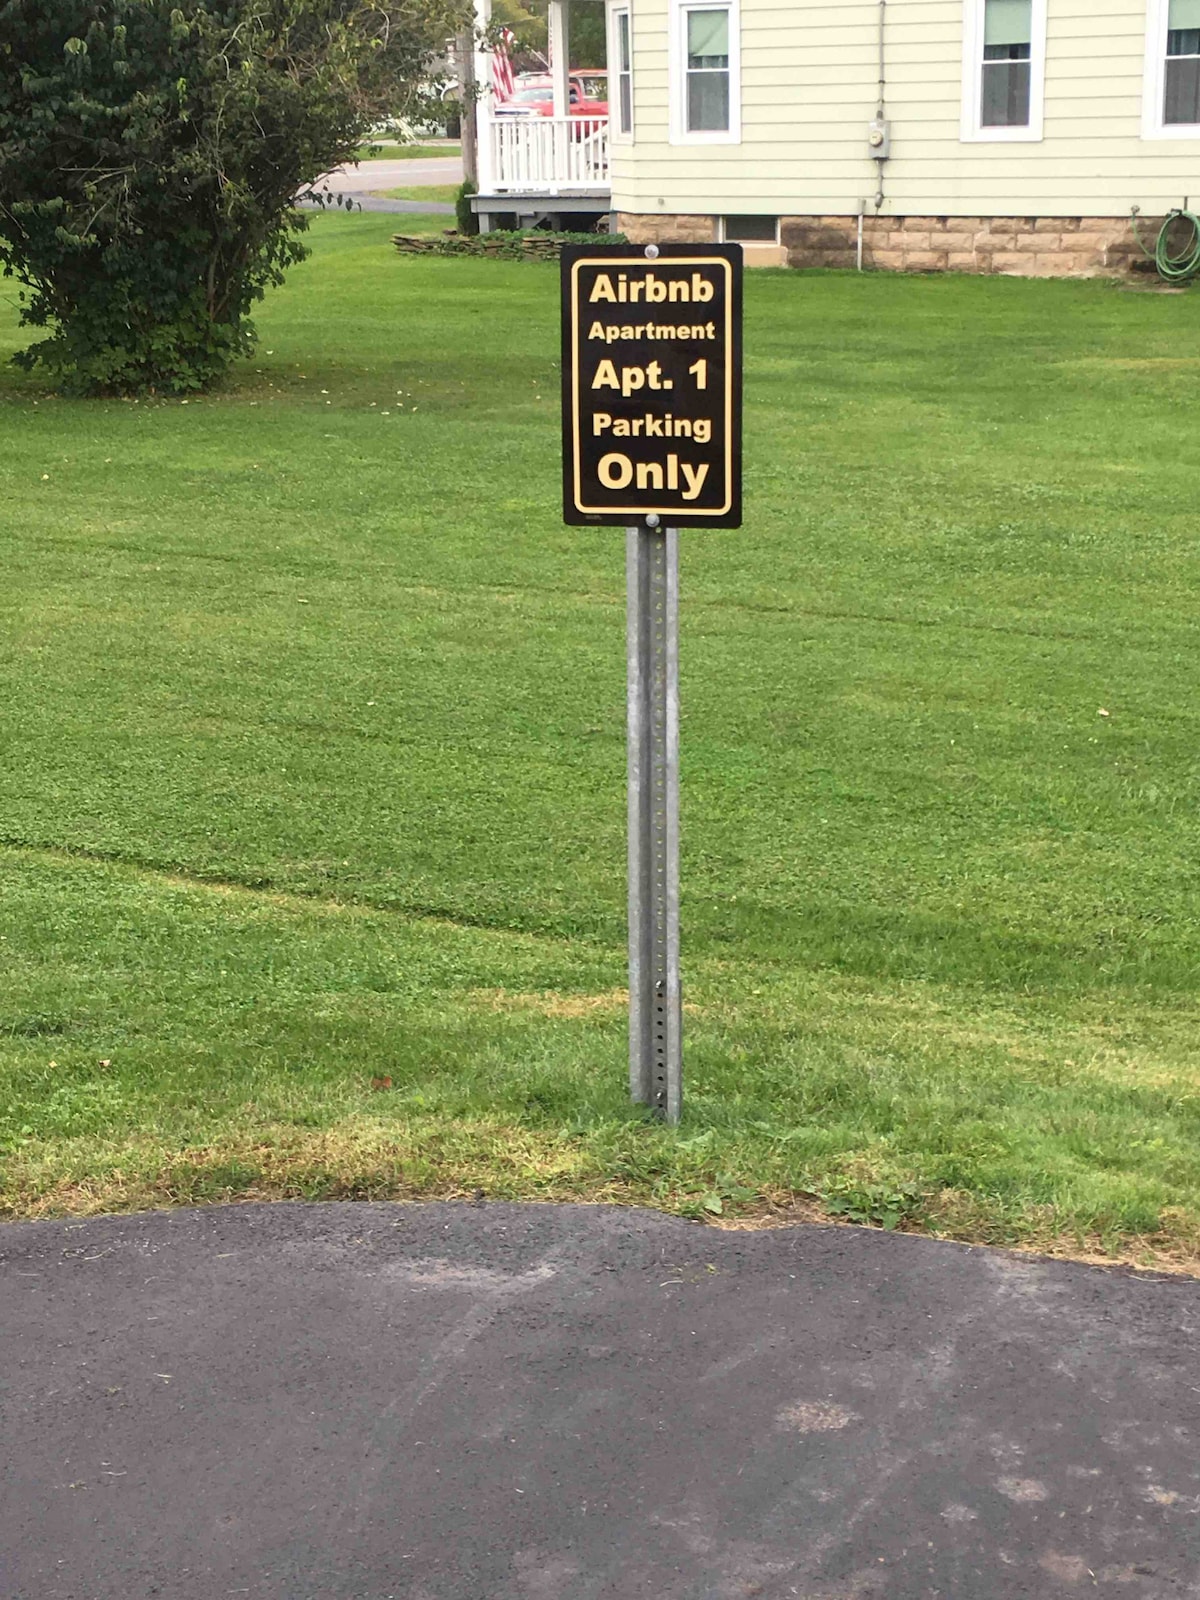 Airbnb
Apartment
Apt. 1
Parking
Only